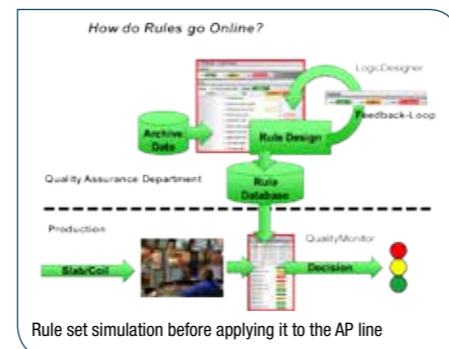 How do Rules go Online?
LogicDesigner
Feedback-Loop
Archive
Data
Rule Design
Quality Assurance Department
Rule
Database
Production
QualityMonitor
Slab/Coil
Decision
Rule set simulation before applying it to the AP line